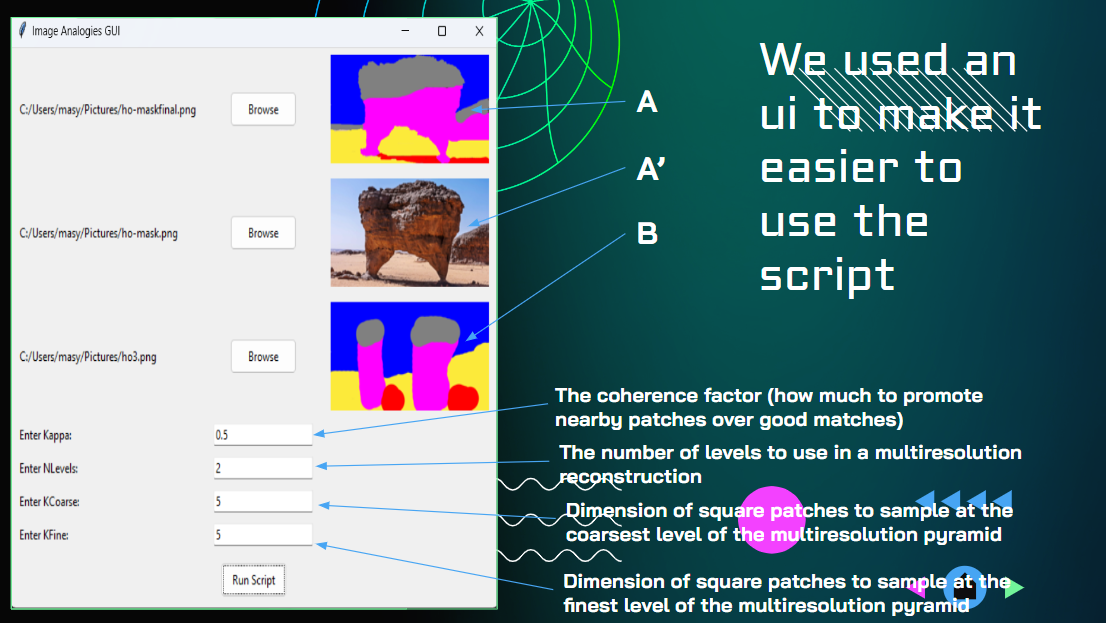 Image Analogies GUI
C:/Users/masy/Pictures/ho-maskfinal.png
Browse
C:/Users/masy/Pictures/ho-mask.png
Browse
C:/Users/masy/Pictures/ho3.png
Browse
Enter Kappa:
0.5
Enter NLevels:
2
Enter KCoarse:
5
Enter KFine:
5
Run Script
A
A’
B
We used an
ui to make it
easier to
use the
script
The coherence factor (how much to promote
nearby patches over good matches)
The number of levels to use in a multiresolution
reconstruction
Dimension of square patches to sample at the
coarsest level of the multiresolution pyramid
Dimension of square patches to sample at the
finest level of the multiresolution pyramid